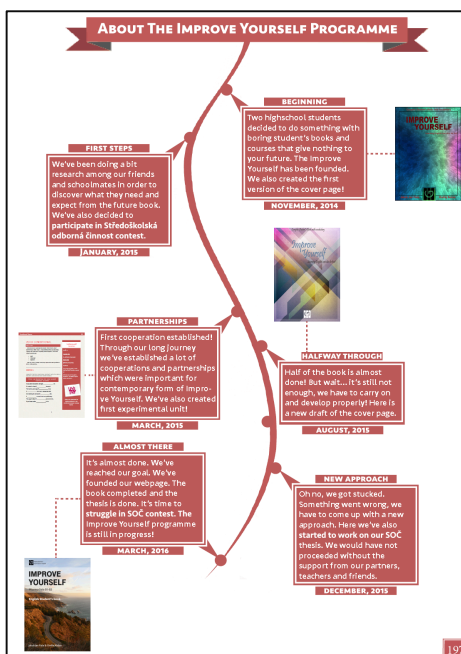 ABOUT THE IMPROVE YOURSELF PROGRAMME
BEGINNING
Two highschool students
decided to do something with
boring student's books and
courses that give nothing to
your future. The Improve
Yourself has been founded.
We also created the first
version of the cover page!
NOVEMBER, 2014
IMPROVE
YOURSELF
FIRST STEPS
We've been doing a bit
research among our friends
and schoolmates in order to
discover what they need and
expect from the future book.
We've also decided to
participate in Středoškolská
odborná činnost contest.
JANUARY, 2015
Improve
Yourself
PARTNERSHIPS
First cooperation established!
Through our long journey
we've established a lot of
cooperations and partnerships
which were important for
contemporary form of Impro-
ve Yourself. We've also created
first experimental unit!
MARCH, 2015
HALFWAY THROUGH
Half of the book is almost
done! But wait... it's still not
enough, we have to carry on
and develop properly! Here is
a new draft of the cover page.
AUGUST, 2015
ALMOST THERE
It's almost done. We've
reached our goal. We've
founded our webpage. The
book completed and the
thesis is done. It's time to
struggle in SOČ contest. The
Improve Yourself programme
is still in progress!
MARCH, 2016
NEW APPROACH
Oh no, we got stucked.
Something went wrong, we
have to come up with a new
approach. Here we've also
started to work on our SOČ
thesis. We would have not
proceeded without the
support from our partners,
teachers and friends.
DECEMBER, 2015
IMPROVE
YOURSELF
197